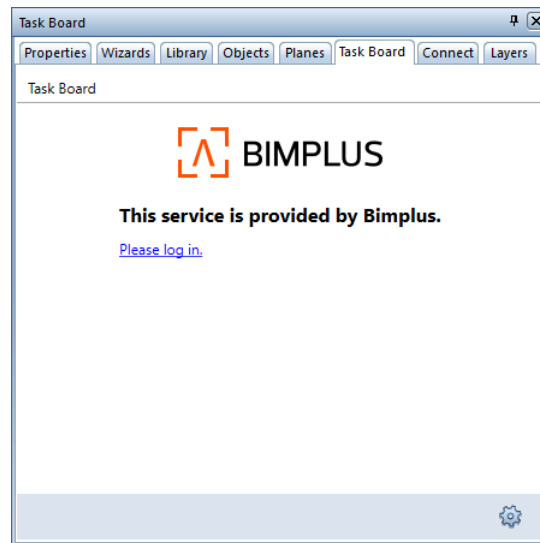 Task Board
Properties Wizards Library Objects Planes Task Board Connect Layers
Task Board
BIMPLUS
This service is provided by Bimplus.
Please log in.